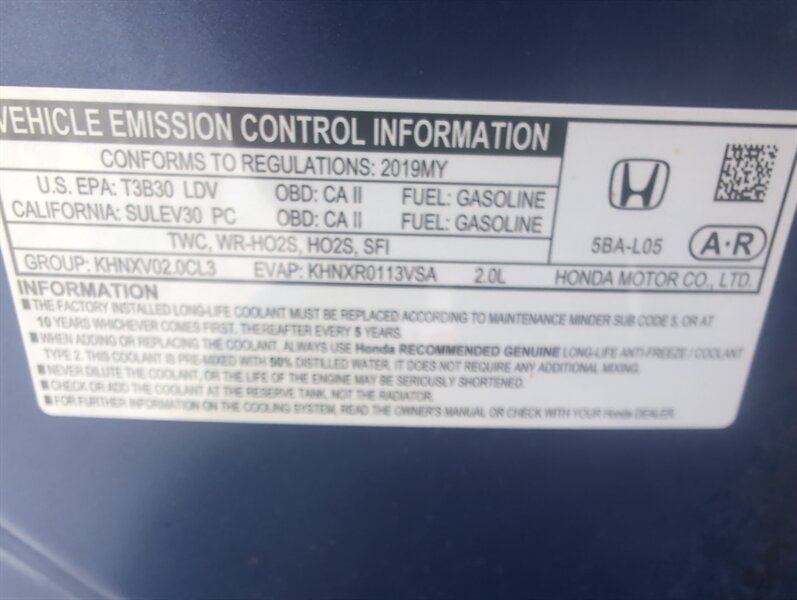 VEHICLE EMISSION CONTROL INFORMATION
CONFORMS TO REGULATIONS: 2019MY
U.S. EPA: T3B30 LDV OBD: CA II FUEL: GASOLINE
CALIFORNIA: SULEV30 PC OBD: CA II FUEL: GASOLINE
TWC, WR-HO2S, HO2S, SFI
5BA-L05 A·R
GROUP: KHNXV02.0CL3 EVAP: KHNXR0113VSA 2.0L HONDA MOTOR CO., LTD.
INFORMATION
■THE FACTORY INSTALLED LONG-LIFE COOLANT MUST BE REPLACED ACCORDING TO MAINTENANCE MINDER SUB CODE 5, OR AT
10 YEARS WHICHEVER COMES FIRST. THEREAFTER EVERY 5 YEARS.
■WHEN ADDING OR REPLACING THE COOLANT, ALWAYS USE Honda RECOMMENDED GENUINE LONG-LIFE ANTI-FREEZE / COOLANT
TYPE 2. THIS COOLANT IS PRE-MIXED WITH 50% DISTILLED WATER. IT DOES NOT REQUIRE ANY ADDITIONAL MIXING.
■NEVER DILUTE THE COOLANT, OR THE LIFE OF THE ENGINE MAY BE SERIOUSLY SHORTENED.
■CHECK OR ADD THE COOLANT AT THE RESERVE TANK, NOT THE RADIATOR.
■FOR FURTHER INFORMATION ON THE COOLING SYSTEM, READ THE OWNER'S MANUAL OR CHECK WITH YOUR Honda DEALER.